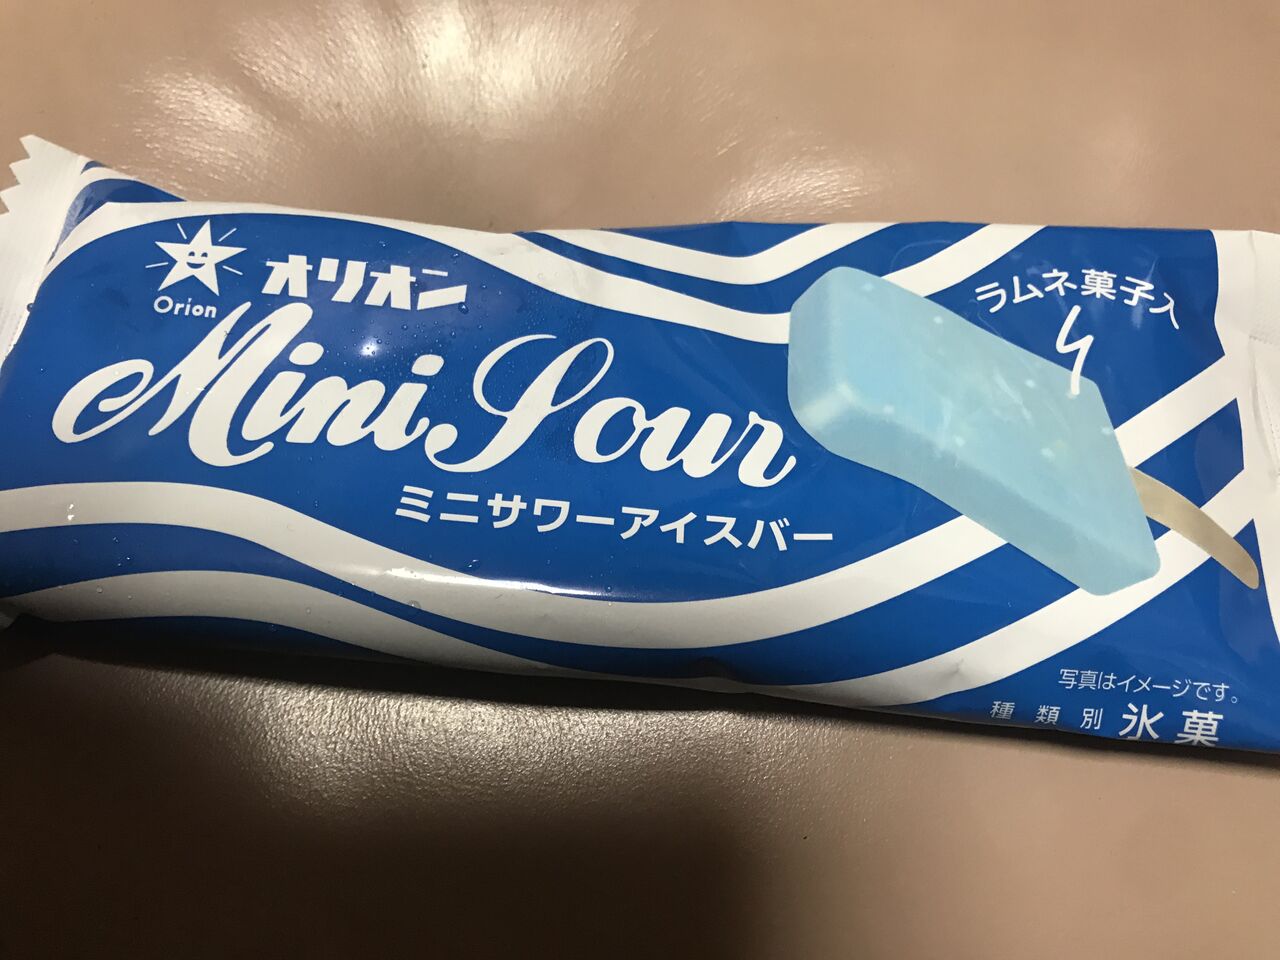 Orion
オリオン
Mini Sour
ミニサワーアイスバー
ラムネ菓子入り
写真はイメージです。
種類別 氷菓